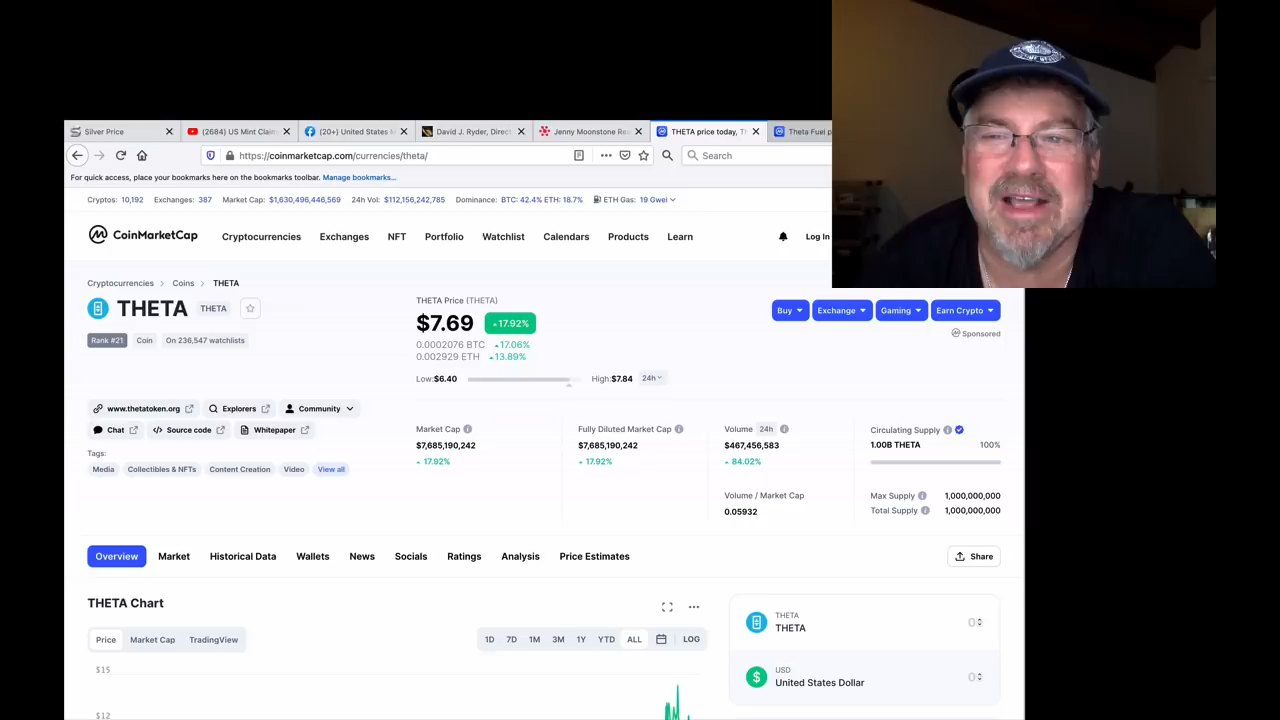 Silver Price
(2684) US Mint Claim
(20+) United States M
David J. Ryder, Direct
Jenny Moonstone Re
THETA price today, T
Theta Fuel p
https://coinmarketcap.com/currencies/theta/
Search
For quick access, place your bookmarks here on the bookmarks toolbar. Manage bookmarks...
Cryptos: 10,192 Exchanges: 387 Market Cap: $1,630,496,446,569 24h Vol: $112,156,242,785 Dominance: BTC: 42.4% ETH: 18.7% ETH Gas: 19 Gwei
CoinMarketCap Cryptocurrencies Exchanges NFT Portfolio Watchlist Calendars Products Learn Log In
Cryptocurrencies > Coins > THETA
THETA THETA
Rank #21 Coin On 236,547 watchlists
THETA Price (THETA)
$7.69 17.92%
0.0002076 BTC 17.06%
0.002929 ETH 13.89%
Low: $6.40 High: $7.84 24h
Buy Exchange Gaming Earn Crypto
Sponsored
www.thetatoken.org Explorers Community
Chat Source code Whitepaper
Tags:
Media Collectibles & NFTs Content Creation Video View all
Market Cap
$7,685,190,242
17.92%
Fully Diluted Market Cap
$7,685,190,242
17.92%
Volume 24h
$467,456,583
84.02%
Volume / Market Cap
0.05932
Circulating Supply
1.00B THETA 100%
Max Supply 1,000,000,000
Total Supply 1,000,000,000
Overview Market Historical Data Wallets News Socials Ratings Analysis Price Estimates Share
THETA Chart
Price Market Cap TradingView
1D 7D 1M 3M 1Y YTD ALL LOG
$15
$12
THETA
THETA
0
USD
United States Dollar
0